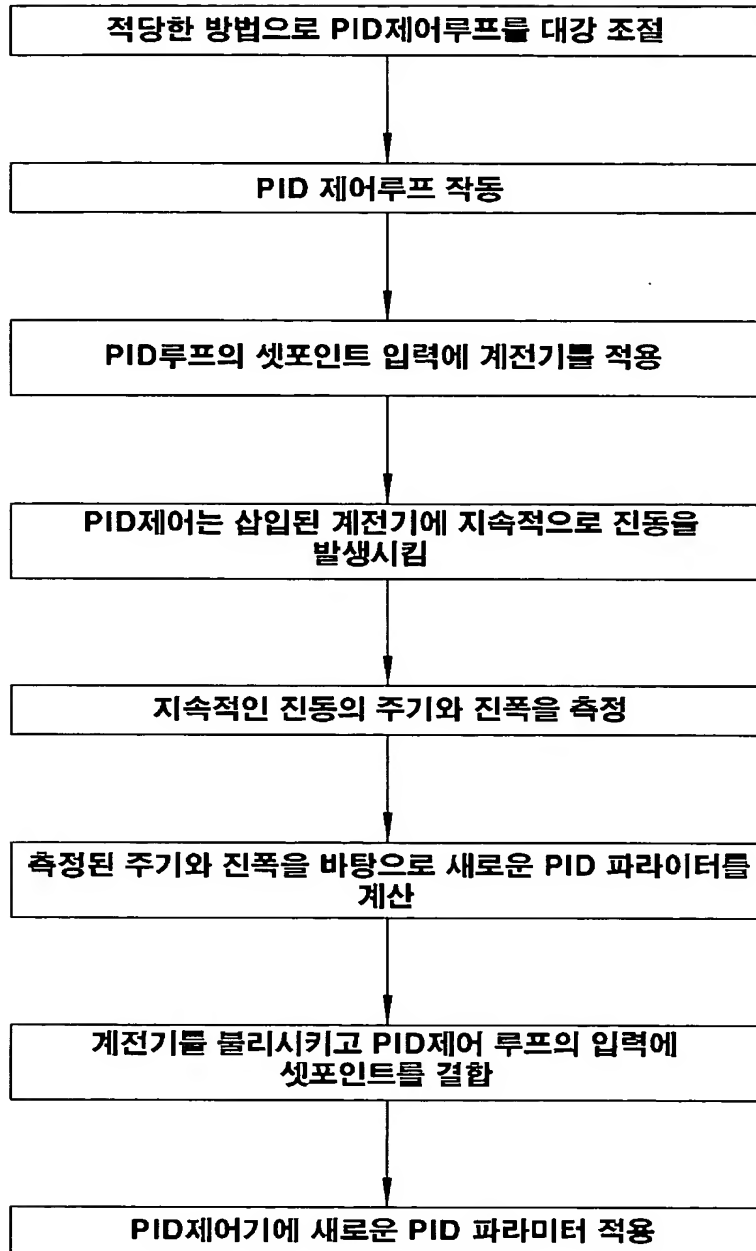 적당한 방법으로 PID제어루프를 대강 조절
PID 제어루프 작동
PID루프의 셋포인트 입력에 계전기를 적용
PID제어는 삽입된 계전기에 지속적으로 진동을
발생시킴
지속적인 진동의 주기와 진폭을 측정
측정된 주기와 진폭을 바탕으로 새로운 PID 파라이터를
계산
계전기를 불리시키고 PID제어 루프의 입력에
셋포인트를 결합
PID제어기에 새로운 PID 파라미터 적용